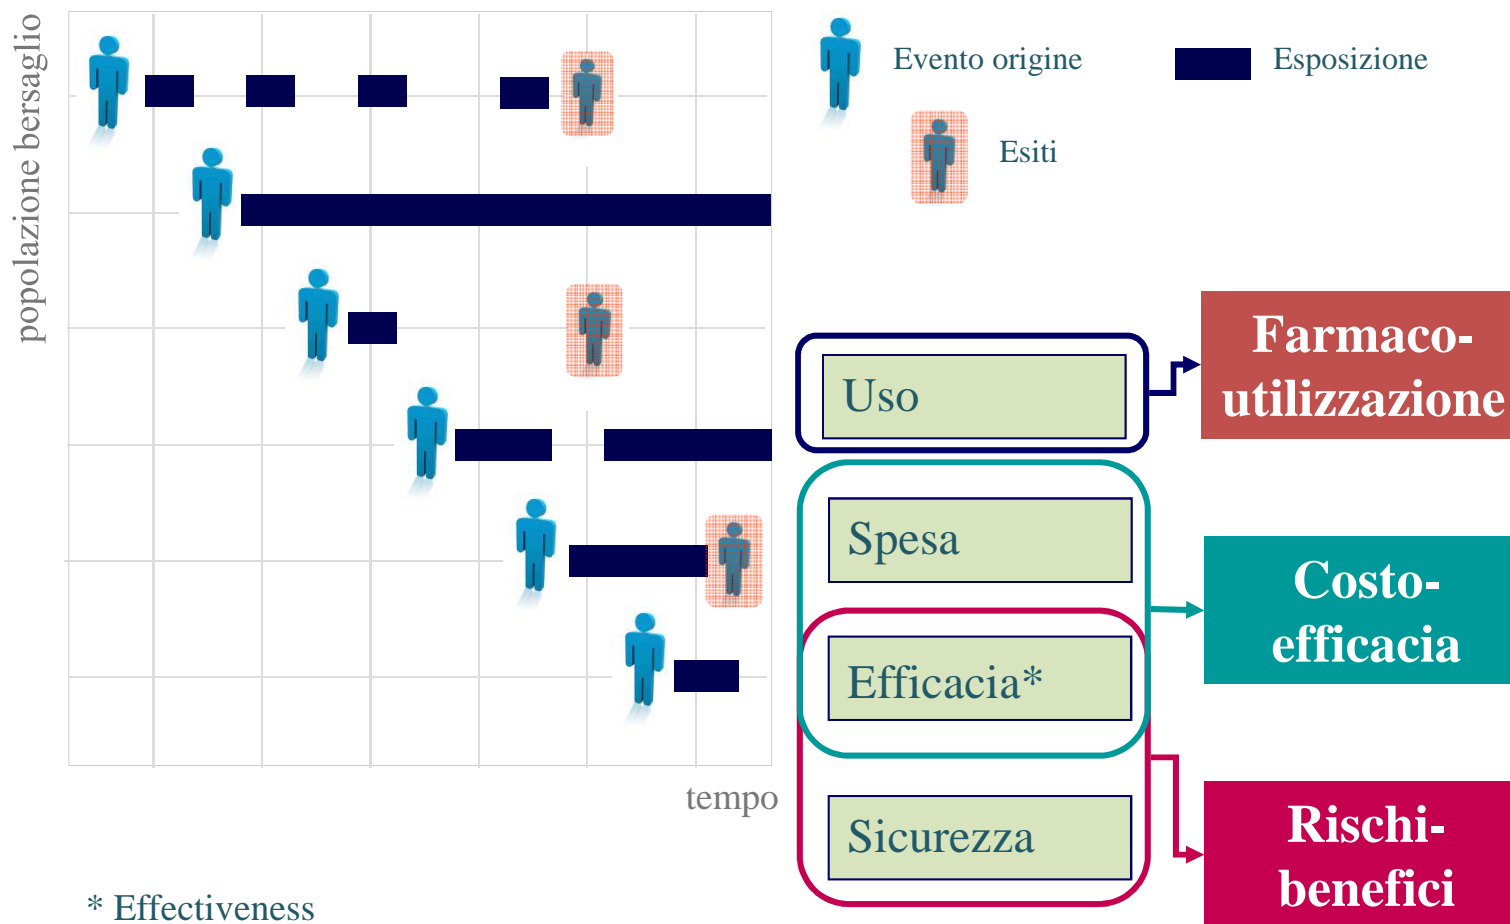 popolazione bersaglio
tempo
* Effectiveness
Evento origine
Esposizione
Esiti
Uso
Spesa
Efficacia*
Sicurezza
Farmaco-
utilizzazione
Costo-
efficacia
Rischi-
benefici